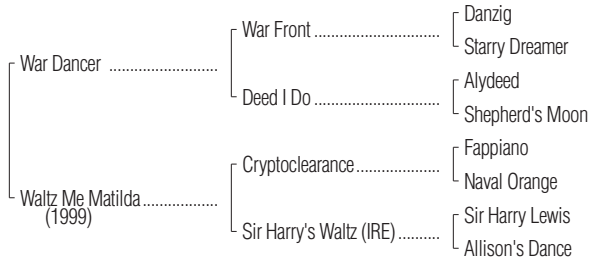 Danzig
War Front
Starry Dreamer
War Dancer
Alydeed
Deed I Do
Shepherd's Moon
Fappiano
Cryptoclearance
Naval Orange
Waltz Me Matilda
(1999)
Sir Harry Lewis
Sir Harry's Waltz (IRE)
Allison's Dance